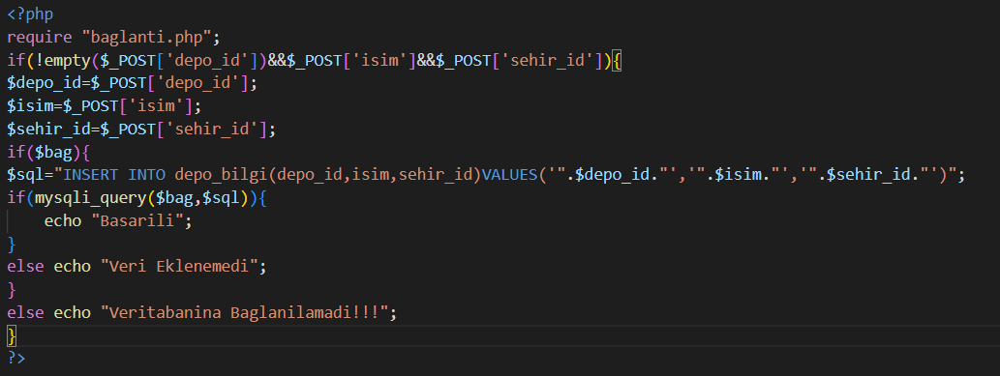 <?php
require "baglanti.php";
if(!empty($_POST['depo_id'])&&$_POST['isim']&&$_POST['sehir_id']){
$depo_id=$_POST['depo_id'];
$isim=$_POST['isim'];
$sehir_id=$_POST['sehir_id'];
if($bag){
$sql="INSERT INTO depo_bilgi(depo_id,isim,sehir_id)VALUES('".$depo_id."','".$isim."','".$sehir_id."')";
if(mysqli_query($bag,$sql)){
    echo "Basarili";
}
else echo "Veri Eklenemedi";
}
else echo "Veritabanina Baglanilamadi!!!";
}
?>